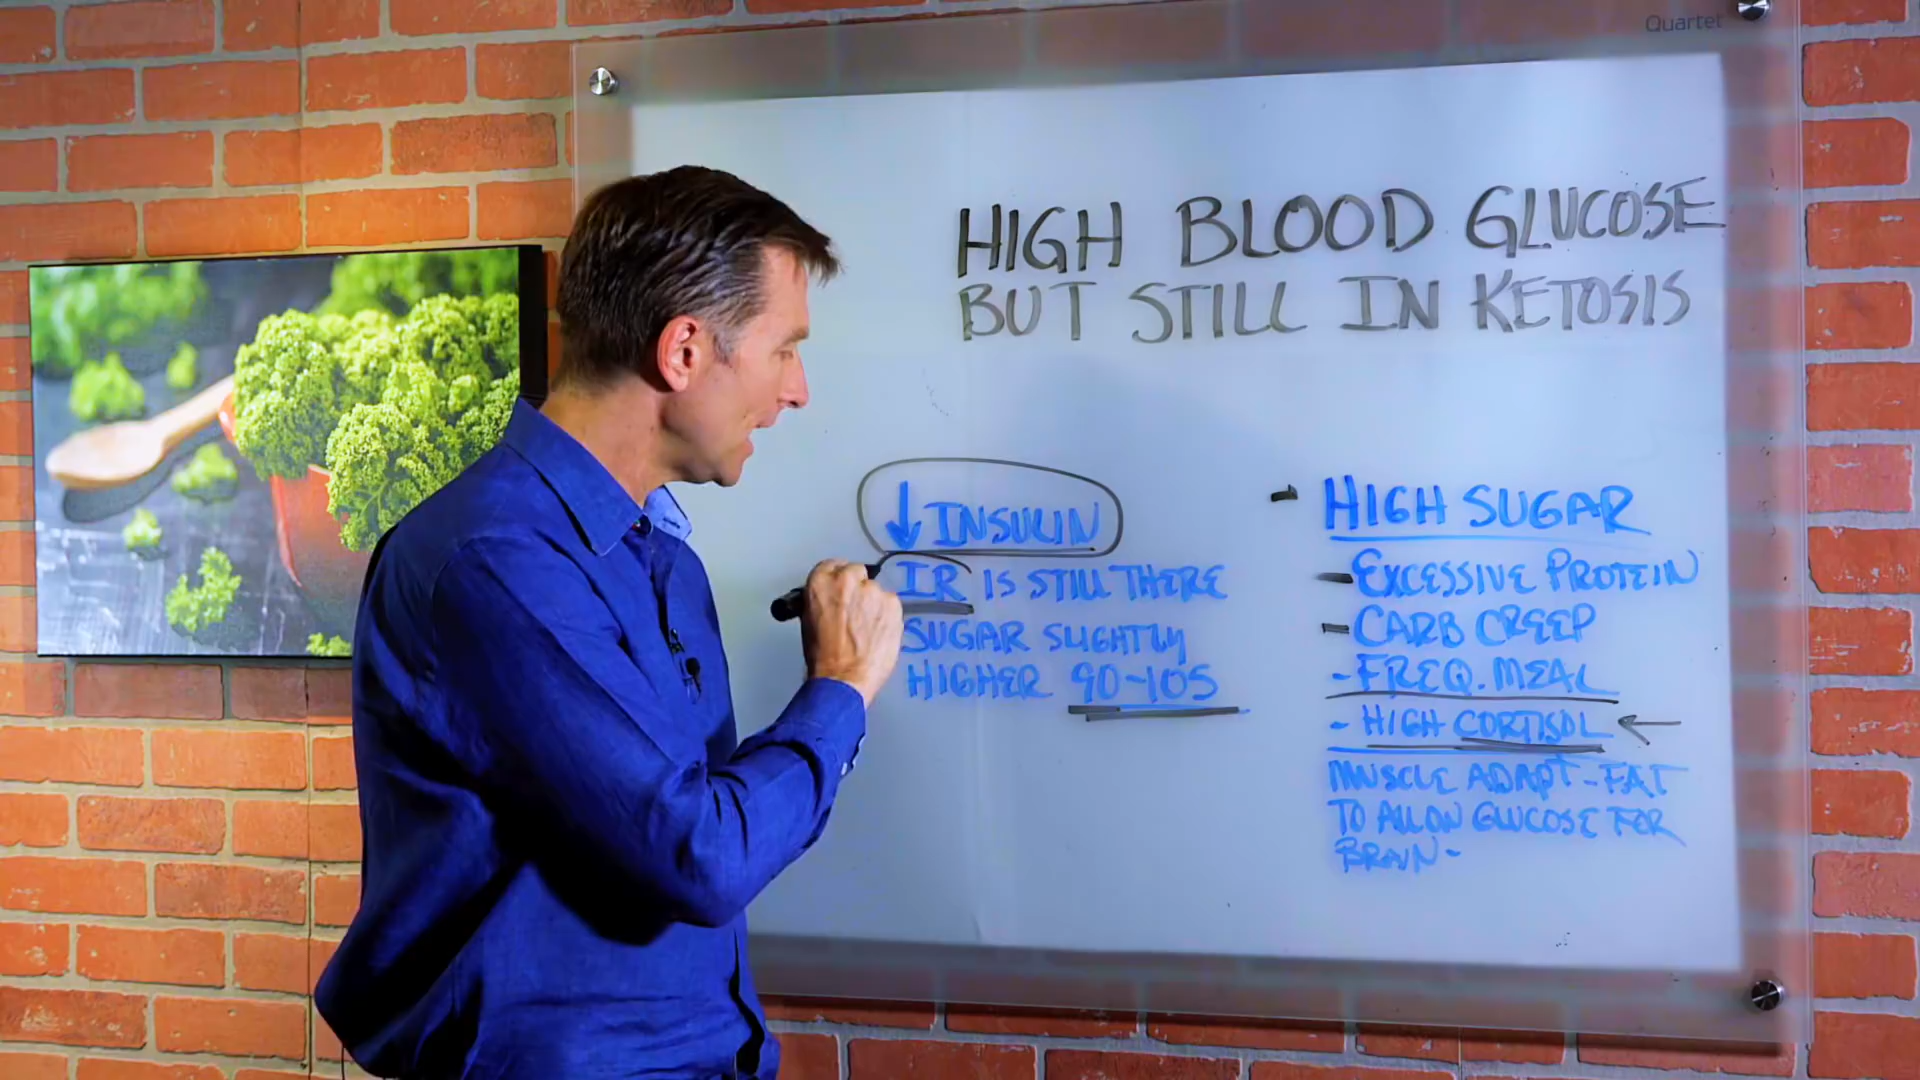 Quartet
HIGH BLOOD GLUCOSE
BUT STILL IN KETOSIS
↓ INSULIN
IR IS STILL THERE
SUGAR SLIGHTLY
HIGHER 90-105
- HIGH SUGAR
- EXCESSIVE PROTEIN
- CARB CREEP
- FREQ. MEAL
- HIGH CORTISOL ←
MUSCLE ADAPT - FAT
TO ALLOW GLUCOSE FOR
BRAIN-